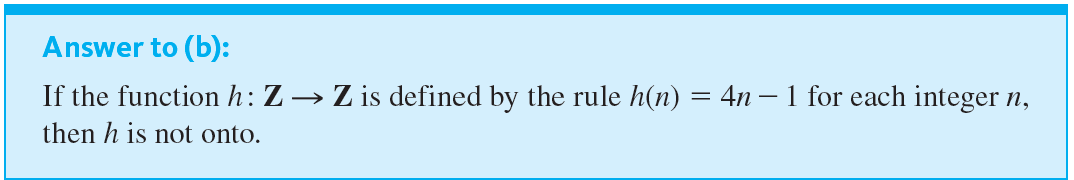 Answer to (b):
If the function h: Z → Z is defined by the rule h(n) = 4n − 1 for each integer n,
then h is not onto.